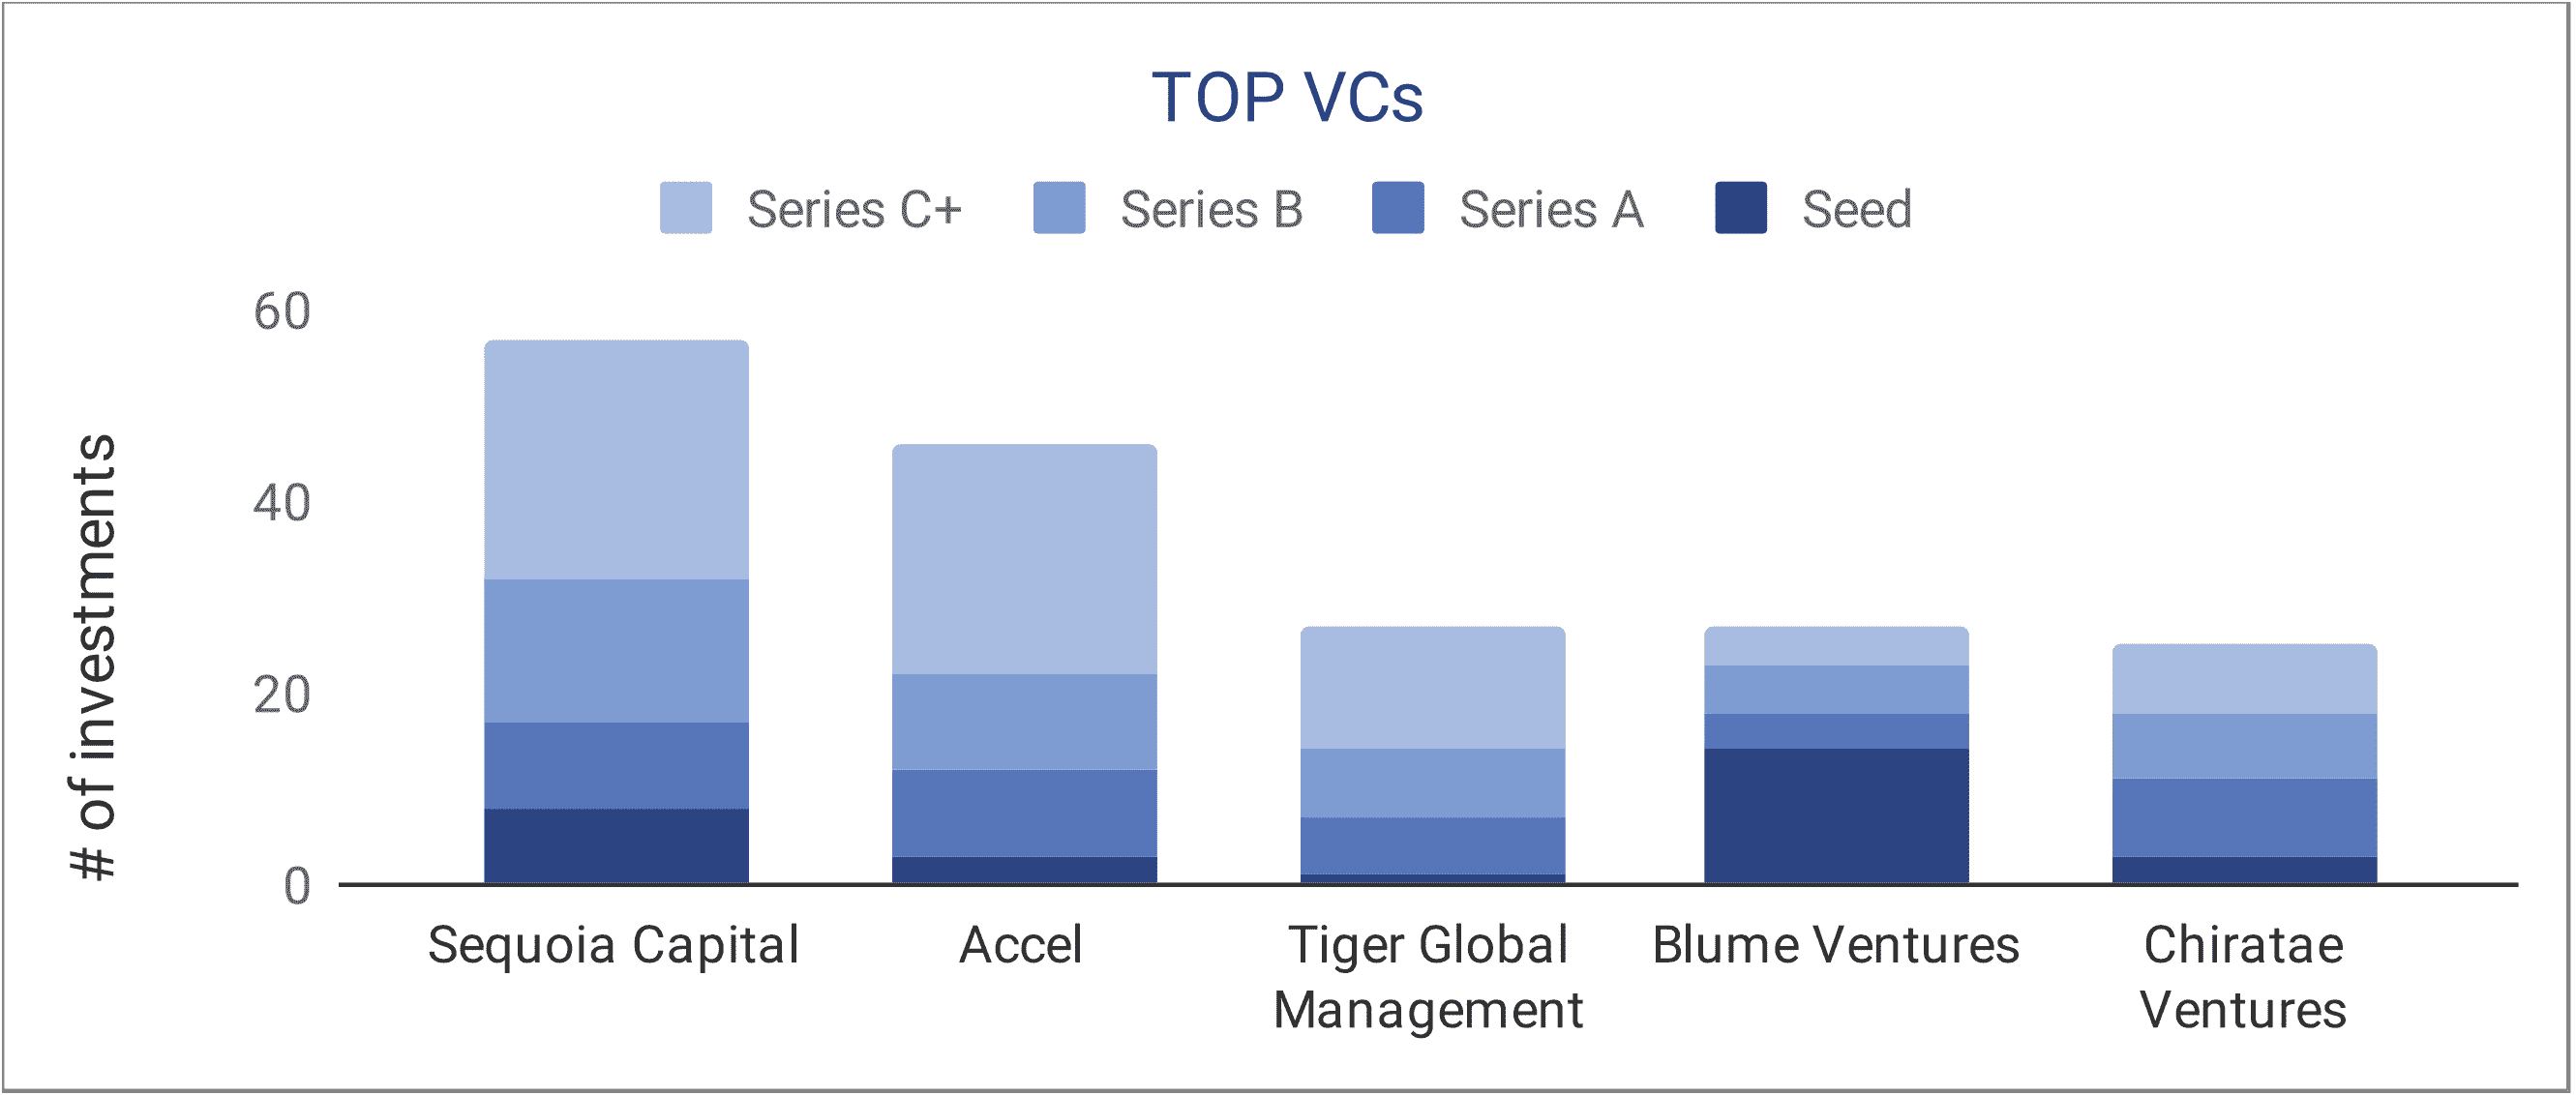 TOP VCs
Series C+ Series B Series A Seed
# of investments
60
40
20
0
Sequoia Capital Accel Tiger Global Blume Ventures Chiratae
Management Ventures